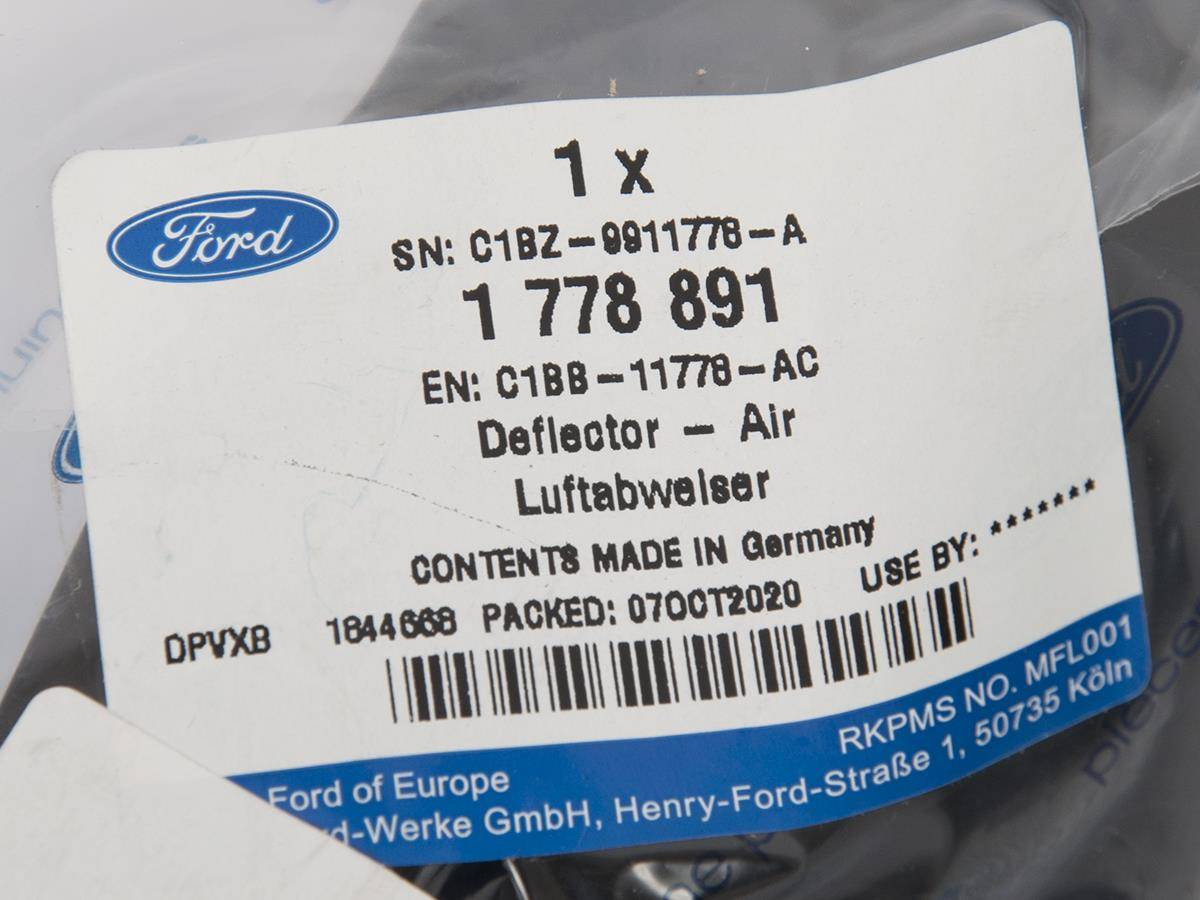 1 x
Ford
SN: C1BZ-9911778-A
1 778 891
EN: C1BB-11778-AC
Deflector - Air
Luftabweiser
CONTENTS MADE IN Germany
DPVXB 1844668 PACKED: 07OCT2020 USE BY: *******
RKPMS NO. MFL001
Ford of Europe
d-Werke GmbH, Henry-Ford-Straße 1, 50735 Köln